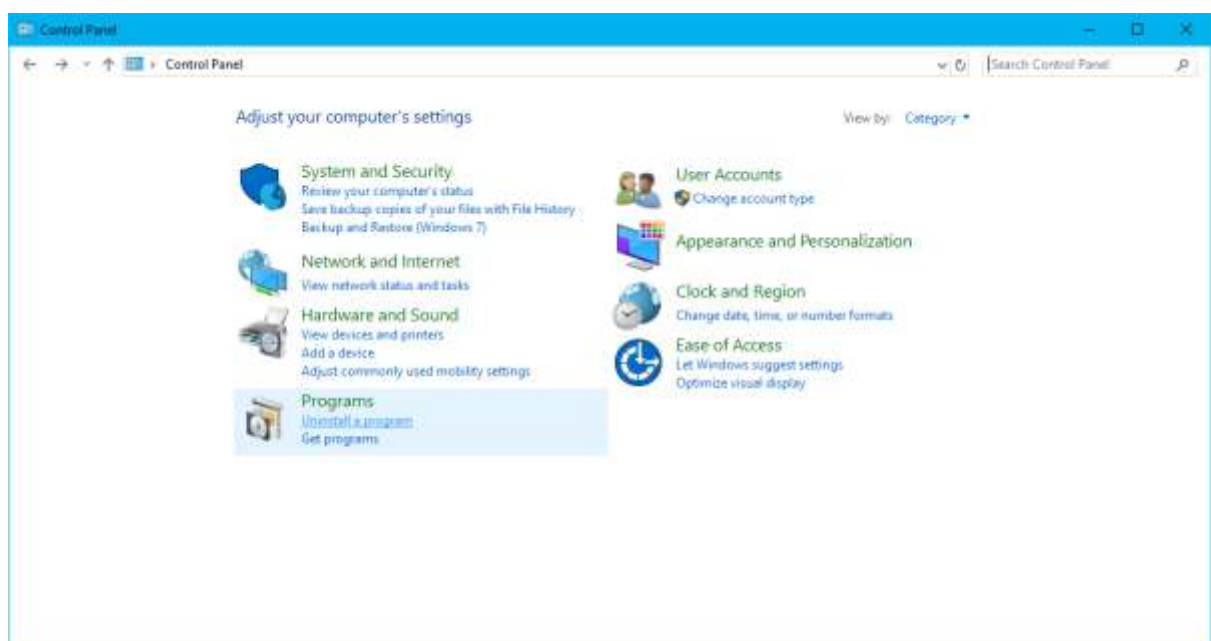 Control Panel
Control Panel
Search Control Panel
Adjust your computer's settings
View by: Category
System and Security
Review your computer's status
Save backup copies of your files with File History
Backup and Restore (Windows 7)
Network and Internet
View network status and tasks
Hardware and Sound
View devices and printers
Add a device
Adjust commonly used mobility settings
Programs
Uninstall a program
Get programs
User Accounts
Change account type
Appearance and Personalization
Clock and Region
Change date, time, or number formats
Ease of Access
Let Windows suggest settings
Optimize visual display